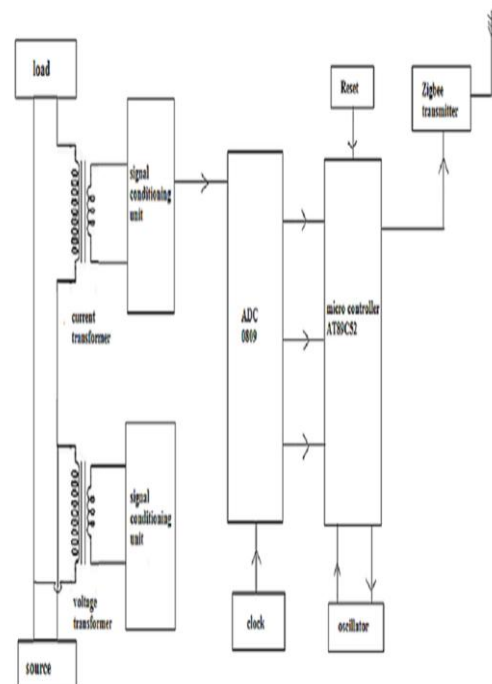 load
signal
conditioning
unit
current
transformer
ADC
0809
Reset
micro controller
AT89C52
Zigbee
transmitter
signal
conditioning
unit
voltage
transformer
source
clock
oscillator